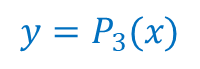 y = P₃(x)